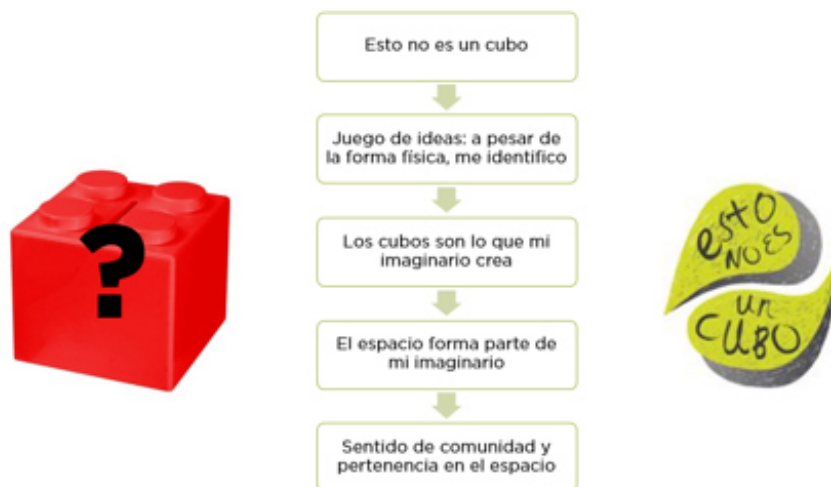 Esto no es un cubo
Juego de ideas: a pesar de
la forma física, me identifico
Los cubos son lo que mi
imaginario crea
El espacio forma parte de
mi imaginario
Sentido de comunidad y
pertenencia en el espacio
?
esto
NO ES
un
CUBO